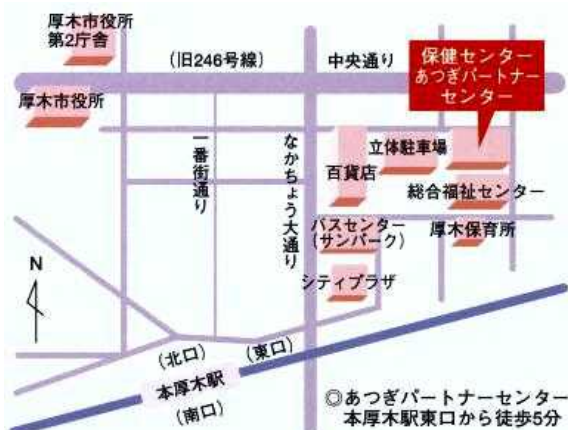 厚木市役所
第2庁舎
(旧246号線)
中央通り
保健センター
あつぎパートナー
センター
厚木市役所
一番街通り
なかちょう大通り
立体駐車場
百貨店
総合福祉センター
バスセンター
(サンパーク)
厚木保育所
シティプラザ
N
(北口)
(東口)
本厚木駅
(南口)
◎あつぎパートナーセンター
本厚木駅東口から徒歩5分